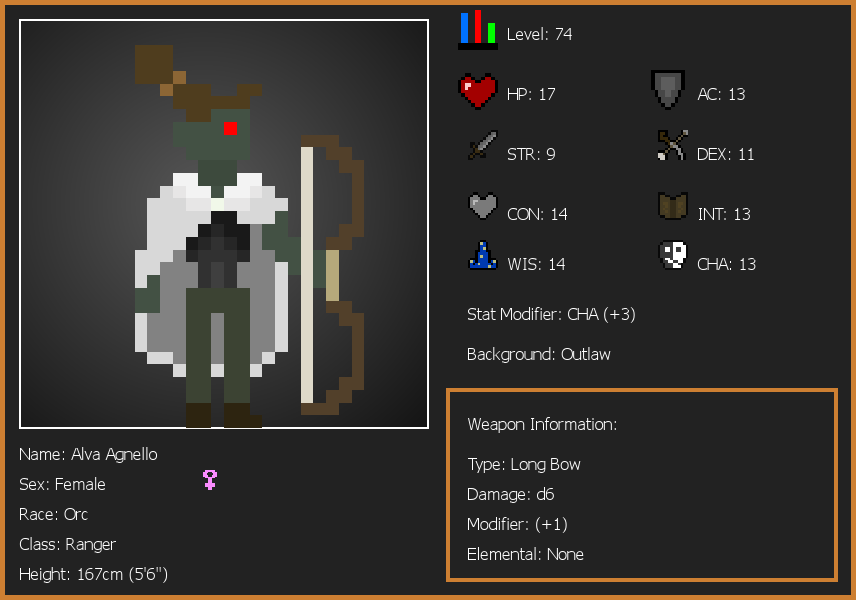 Level: 74
HP: 17
AC: 13
STR: 9
DEX: 11
CON: 14
INT: 13
WIS: 14
CHA: 13
Stat Modifier: CHA (+3)
Background: Outlaw
Weapon Information:
Type: Long Bow
Damage: d6
Modifier: (+1)
Elemental: None
Name: Alva Agnello
Sex: Female
Race: Orc
Class: Ranger
Height: 167cm (5'6")